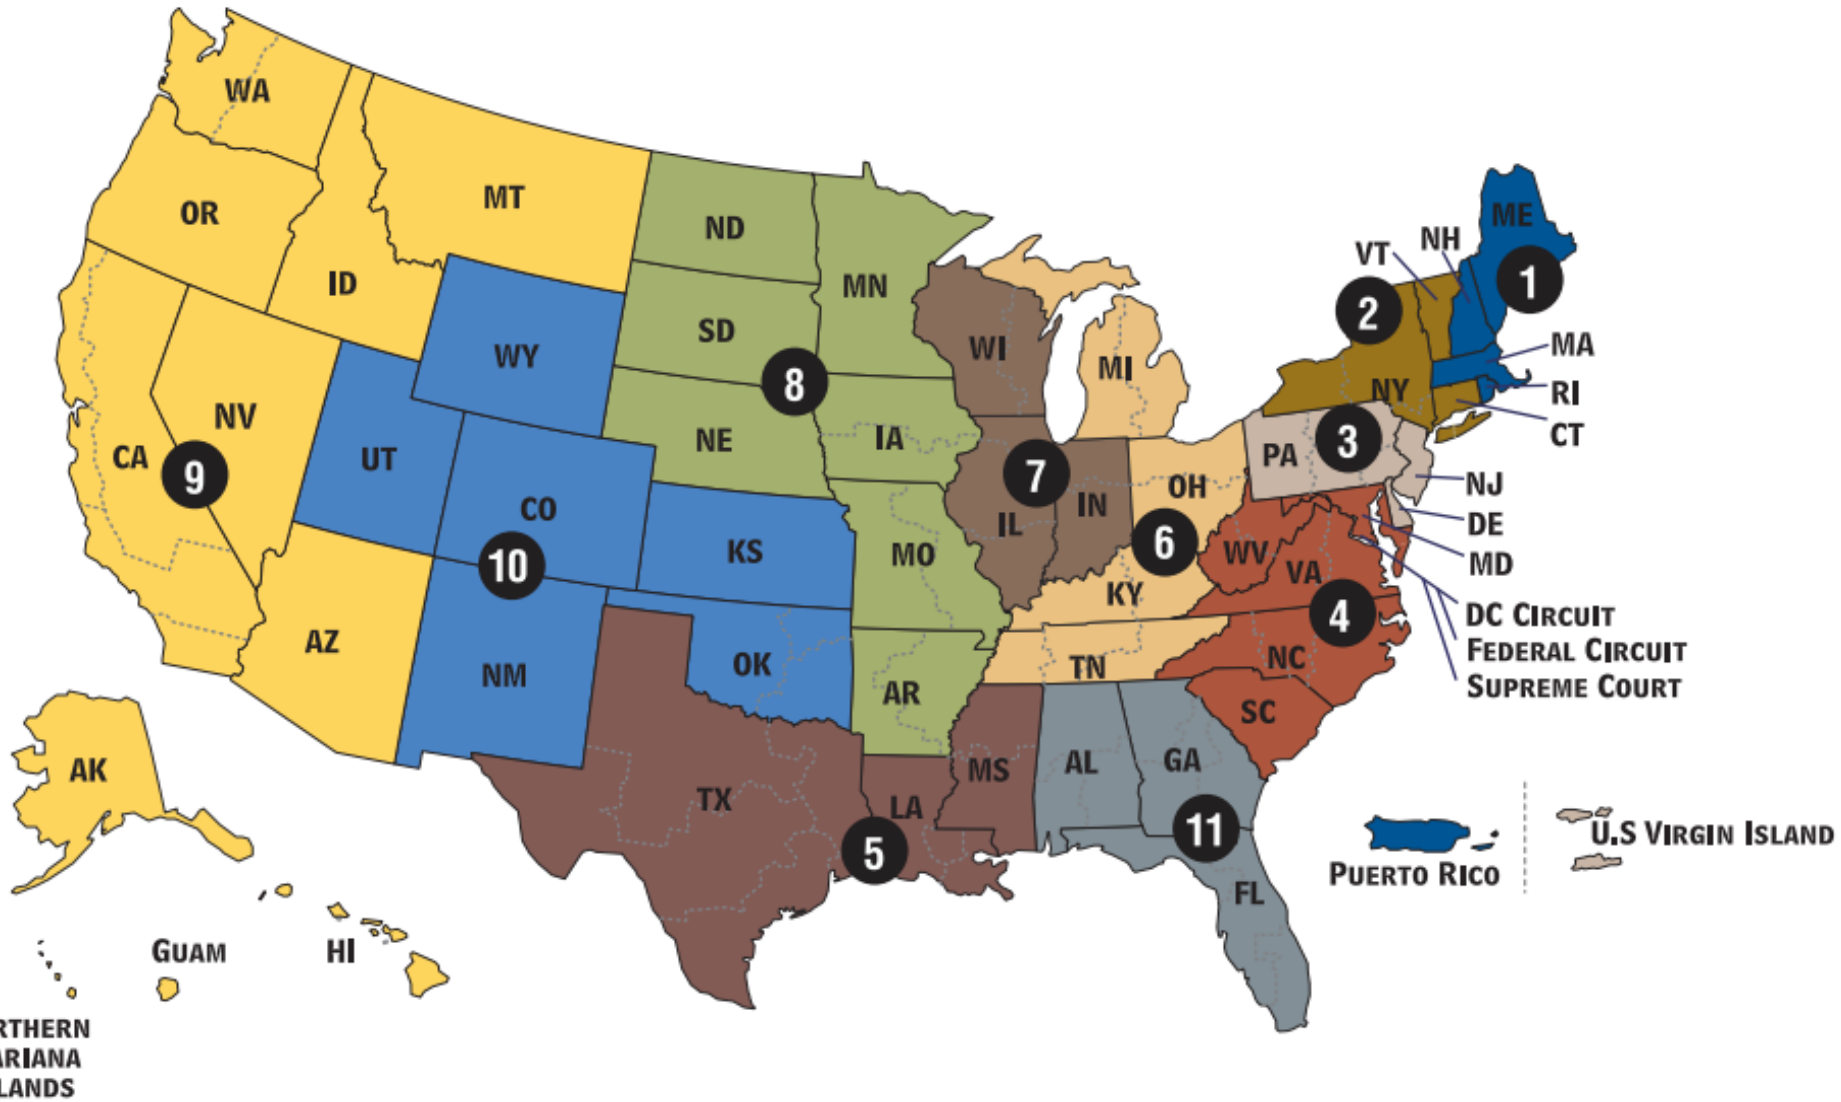 WA
MT
OR
ID
ND
MN
SD
WY
NV
CA
9
UT
CO
10
NE
8
IA
KS
MO
AZ
NM
OK
AR
TX
LA
5
MS
WI
MI
7
IL
IN
OH
6
KY
TN
AL
GA
11
FL
SC
NC
4
VA
WV
PA
3
NY
2
VT
NH
ME
1
MA
RI
CT
NJ
DE
MD
DC CIRCUIT
FEDERAL CIRCUIT
SUPREME COURT
AK
GUAM
HI
RTHERN
ARIANA
LANDS
PUERTO RICO
U.S VIRGIN ISLAND